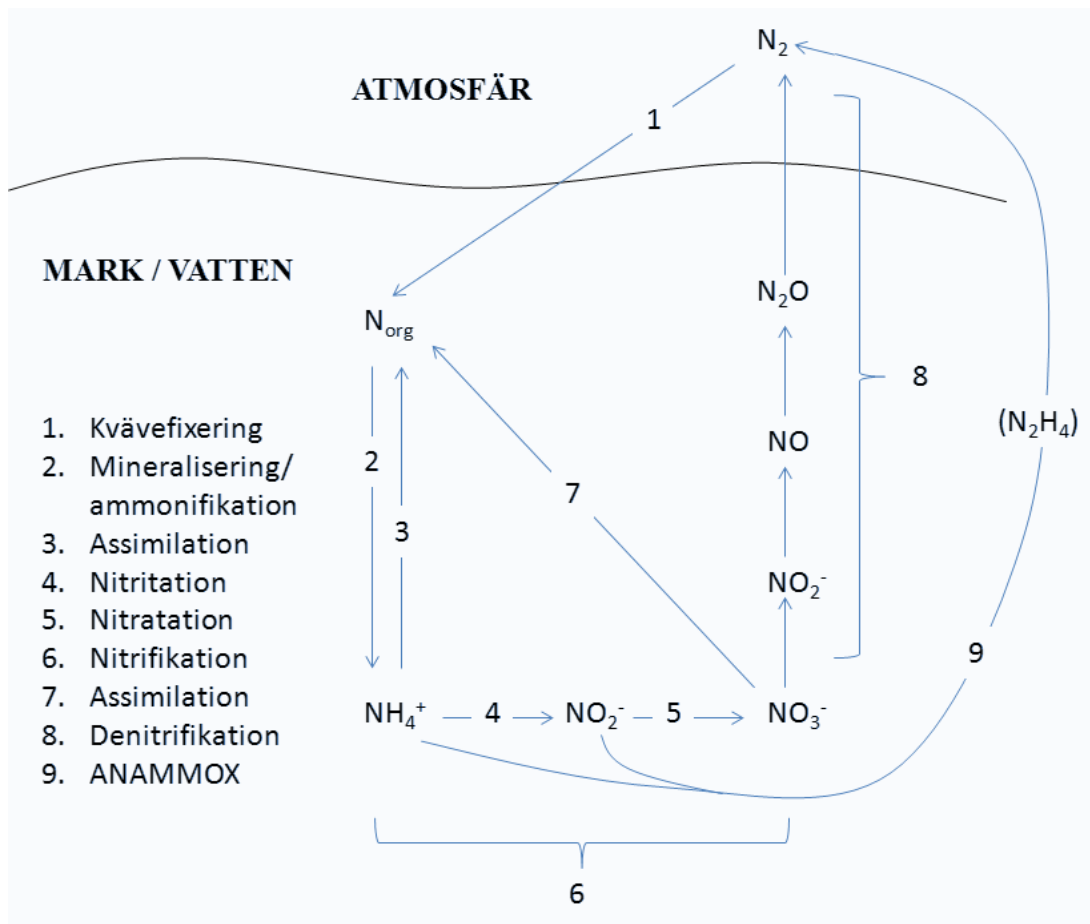 N₂
ATMOSFÄR
1
MARK / VATTEN
N₂O
N_org
8
(N₂H₄)
NO
1. Kvävefixering
2. Mineralisering/
ammonifikation
3. Assimilation
4. Nitritation
5. Nitratation
6. Nitrifikation
7. Assimilation
8. Denitrifikation
9. ANAMMOX
2
7
3
NO₂⁻
9
NH₄⁺ 4 NO₂⁻ 5 NO₃⁻
6